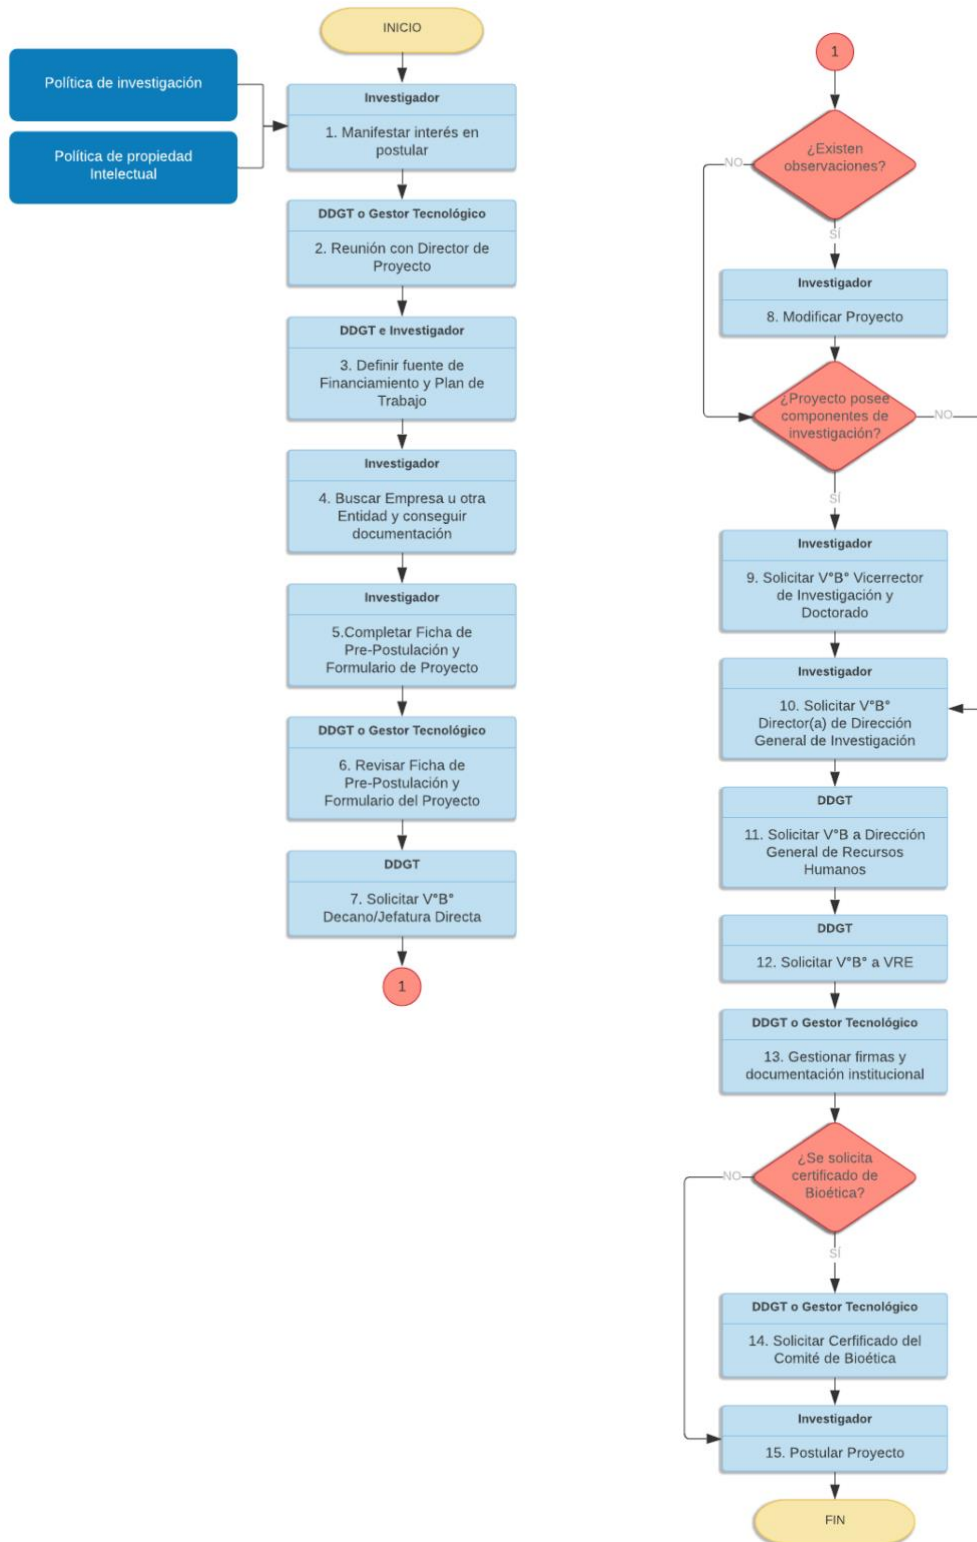 INICIO
Política de investigación
Política de propiedad
Intelectual
Investigador
1. Manifestar interés en
postular
DDGT o Gestor Tecnológico
2. Reunión con Director de
Proyecto
DDGT e Investigador
3. Definir fuente de
Financiamiento y Plan de
Trabajo
Investigador
4. Buscar Empresa u otra
Entidad y conseguir
documentación
Investigador
5.Completar Ficha de
Pre-Postulación y
Formulario de Proyecto
DDGT o Gestor Tecnológico
6. Revisar Ficha de
Pre-Postulación y
Formulario del Proyecto
DDGT
7. Solicitar V°B°
Decano/Jefatura Directa
1
1
¿Existen
observaciones?
NO
SÍ
Investigador
8. Modificar Proyecto
¿Proyecto posee
componentes de
investigación?
NO
SÍ
Investigador
9. Solicitar V°B° Vicerrector
de Investigación y
Doctorado
Investigador
10. Solicitar V°B°
Director(a) de Dirección
General de Investigación
DDGT
11. Solicitar V°B a Dirección
General de Recursos
Humanos
DDGT
12. Solicitar V°B° a VRE
DDGT o Gestor Tecnológico
13. Gestionar firmas y
documentación institucional
¿Se solicita
certificado de
Bioética?
NO
SÍ
DDGT o Gestor Tecnológico
14. Solicitar Cerfificado del
Comité de Bioética
Investigador
15. Postular Proyecto
FIN